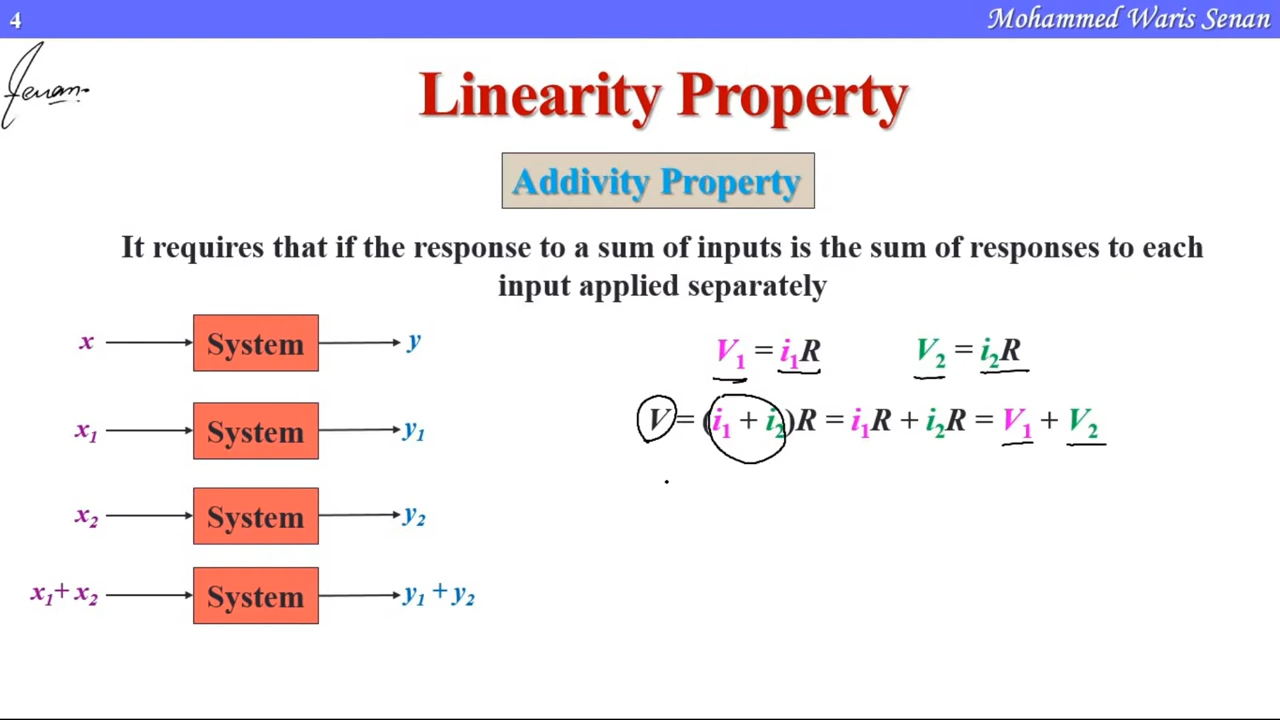 4
Mohammed Waris Senan
Senan
Linearity Property
Addivity Property
It requires that if the response to a sum of inputs is the sum of responses to each
input applied separately
x System y
x₁ System y₁
x₂ System y₂
x₁+ x₂ System y₁ + y₂
V₁ = i₁R V₂ = i₂R
V = (i₁ + i₂)R = i₁R + i₂R = V₁ + V₂